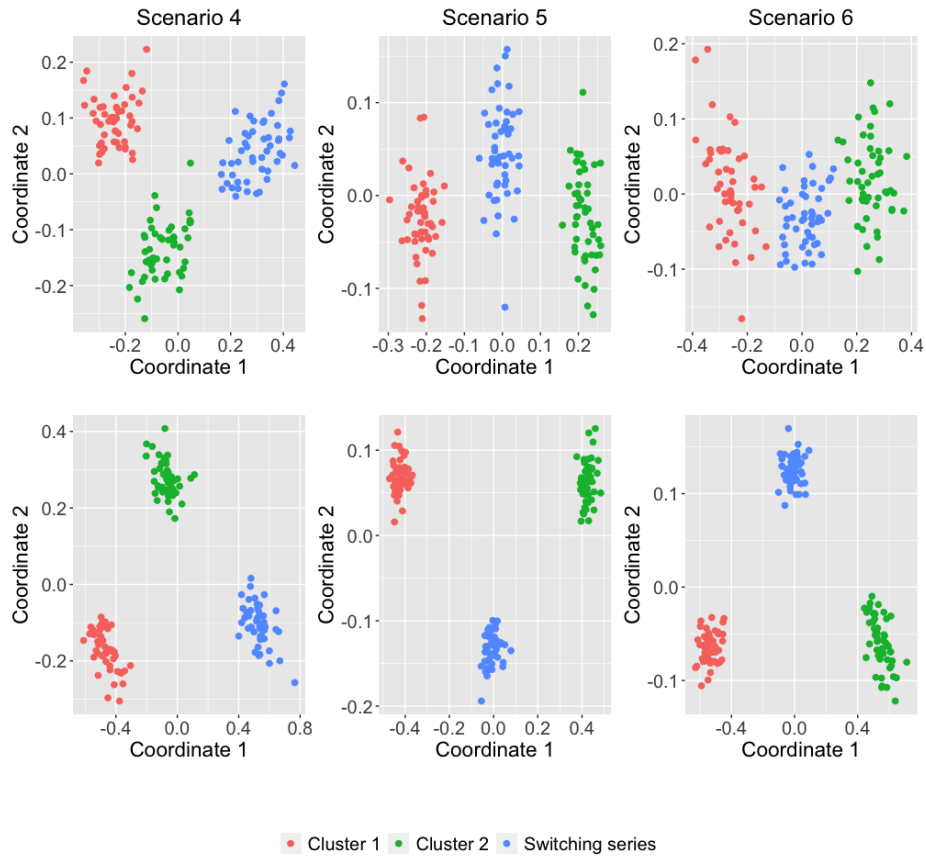 Scenario 4
Scenario 5
Scenario 6
0.2
0.1
0.0
-0.1
-0.2
Coordinate 2
-0.2 0.0 0.2 0.4
Coordinate 1
0.1
0.0
-0.1
Coordinate 2
-0.3 -0.2 -0.1 0.0 0.1 0.2
Coordinate 1
0.2
0.1
0.0
-0.1
Coordinate 2
-0.4 -0.2 0.0 0.2 0.4
Coordinate 1
0.4
0.2
0.0
-0.2
Coordinate 2
-0.4 0.0 0.4 0.8
Coordinate 1
0.1
0.0
-0.1
-0.2
Coordinate 2
-0.4 -0.2 0.0 0.2 0.4
Coordinate 1
0.1
0.0
-0.1
Coordinate 2
-0.4 0.0 0.4
Coordinate 1
Cluster 1 Cluster 2 Switching series